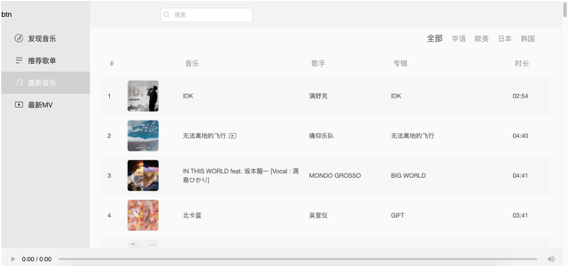 btn
搜索
发现音乐
推荐歌单
最新音乐
最新MV
全部 华语 欧美 日本 韩国
# 音乐 歌手 专辑 时长
1 IDK 满舒克 IDK 02:54
2 无法离地的飞行 痛仰乐队 无法离地的飞行 04:40
3 IN THIS WORLD feat. 坂本龍一 [Vocal : 満島ひかり] MONDO GROSSO BIG WORLD 04:41
4 北卡蓝 吴宣仪 GIFT 03:41
0:00 / 0:00